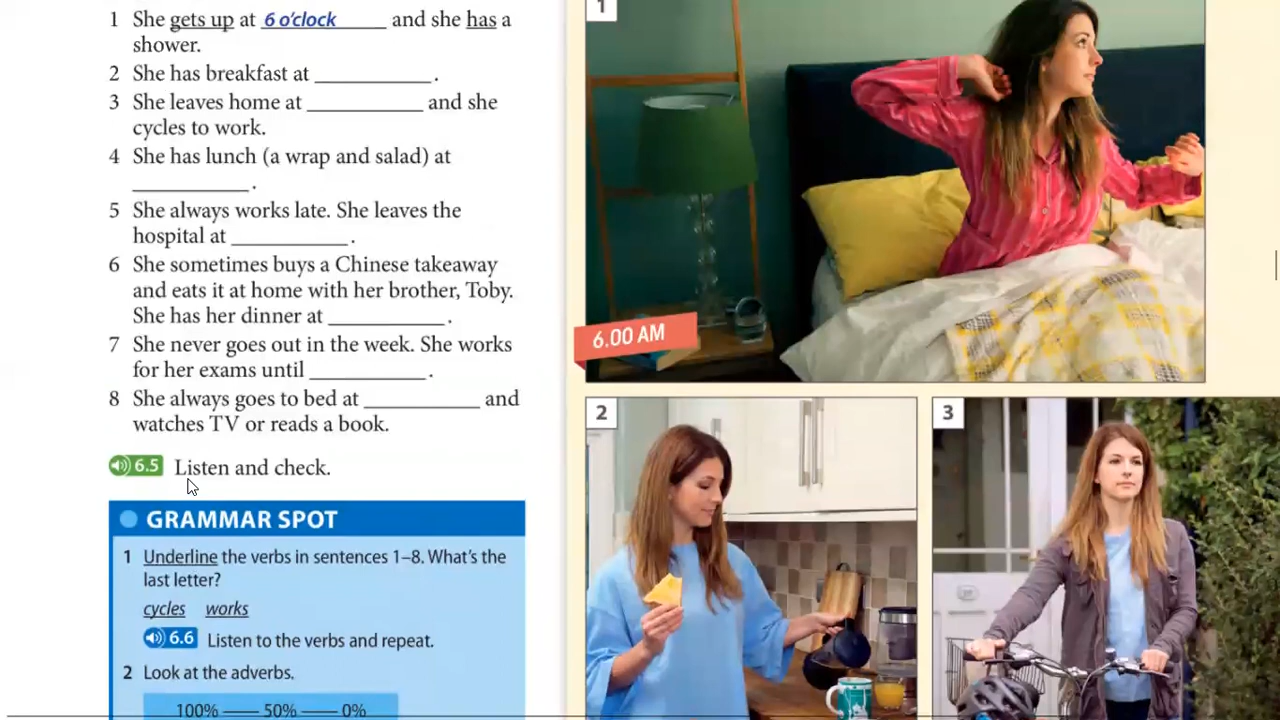 1 She gets up at 6 o'clock and she has a
shower.
2 She has breakfast at ____________ .
3 She leaves home at ____________ and she
cycles to work.
4 She has lunch (a wrap and salad) at
____________ .
5 She always works late. She leaves the
hospital at ____________ .
6 She sometimes buys a Chinese takeaway
and eats it at home with her brother, Toby.
She has her dinner at ____________ .
7 She never goes out in the week. She works
for her exams until ____________ .
8 She always goes to bed at ____________ and
watches TV or reads a book.
6.5 Listen and check.
GRAMMAR SPOT
1 Underline the verbs in sentences 1–8. What's the
last letter?
cycles works
6.6 Listen to the verbs and repeat.
2 Look at the adverbs.
100% — 50% — 0%
1
6.00 AM
2
3